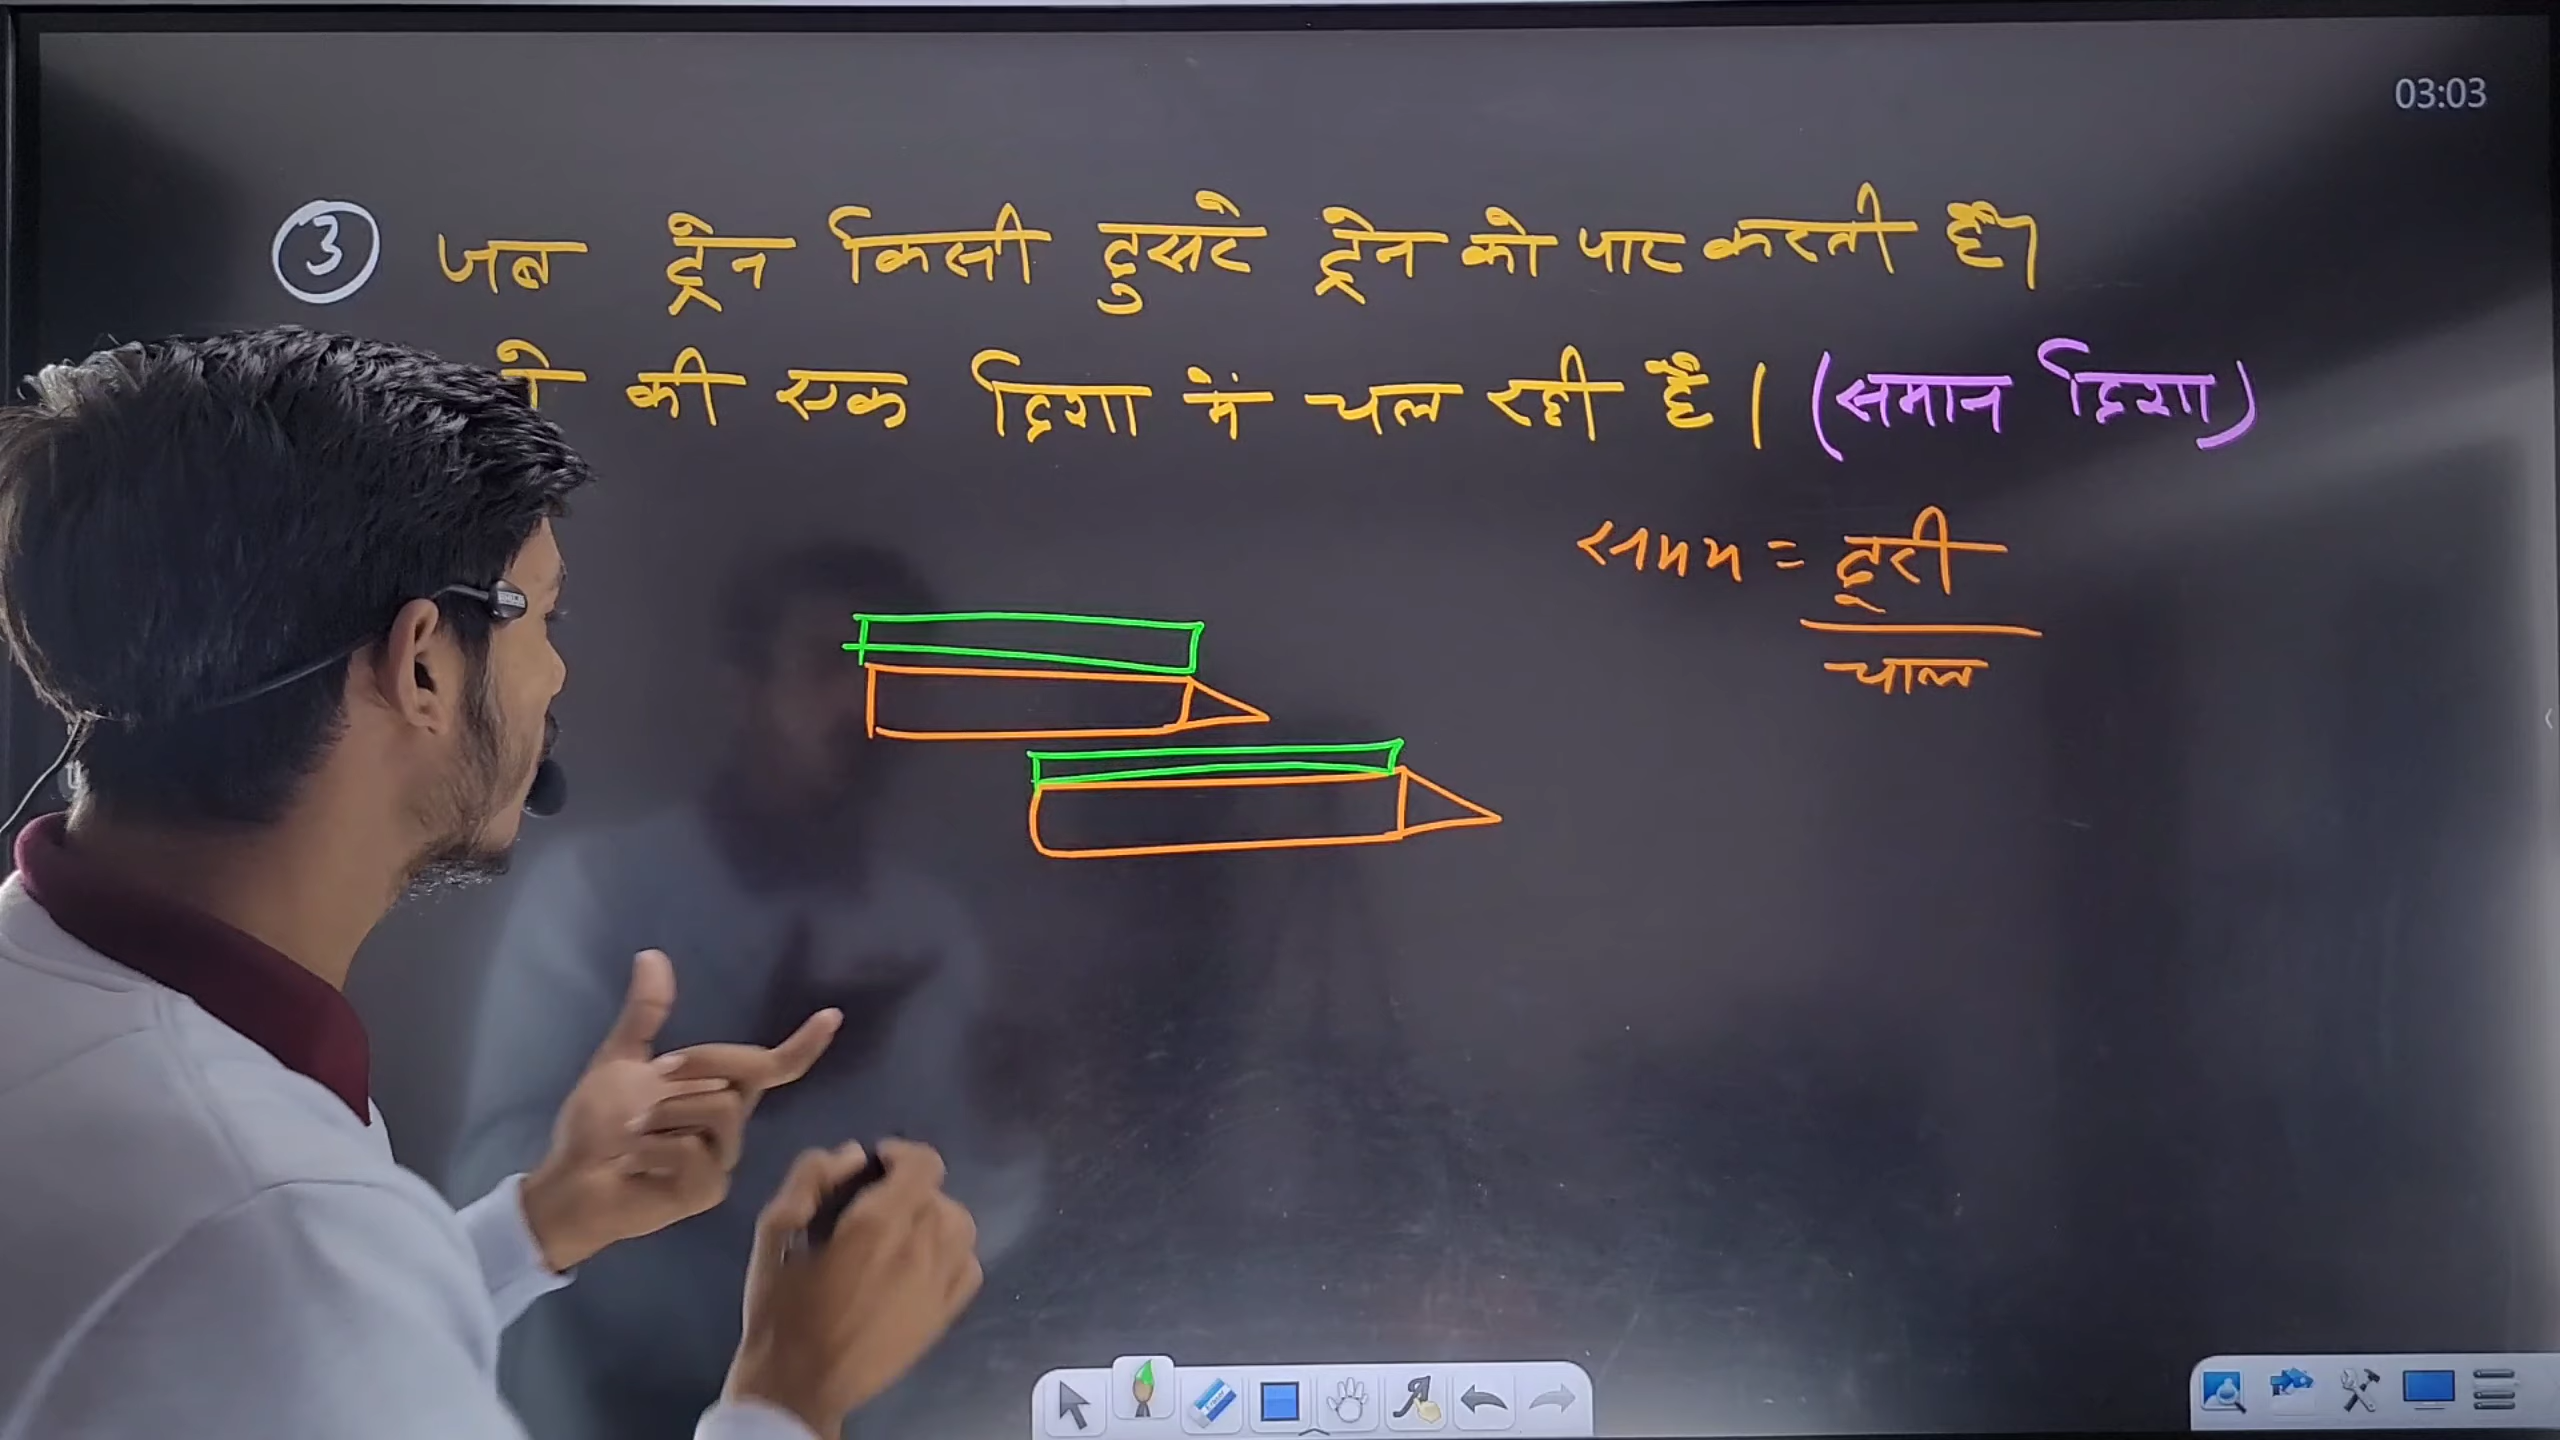 03:03
3 जब ट्रेन किसी दुसरे ट्रेन को पार करती है।
की एक दिशा में चल रही है। (समान दिशा)
समय = दूरी
चाल